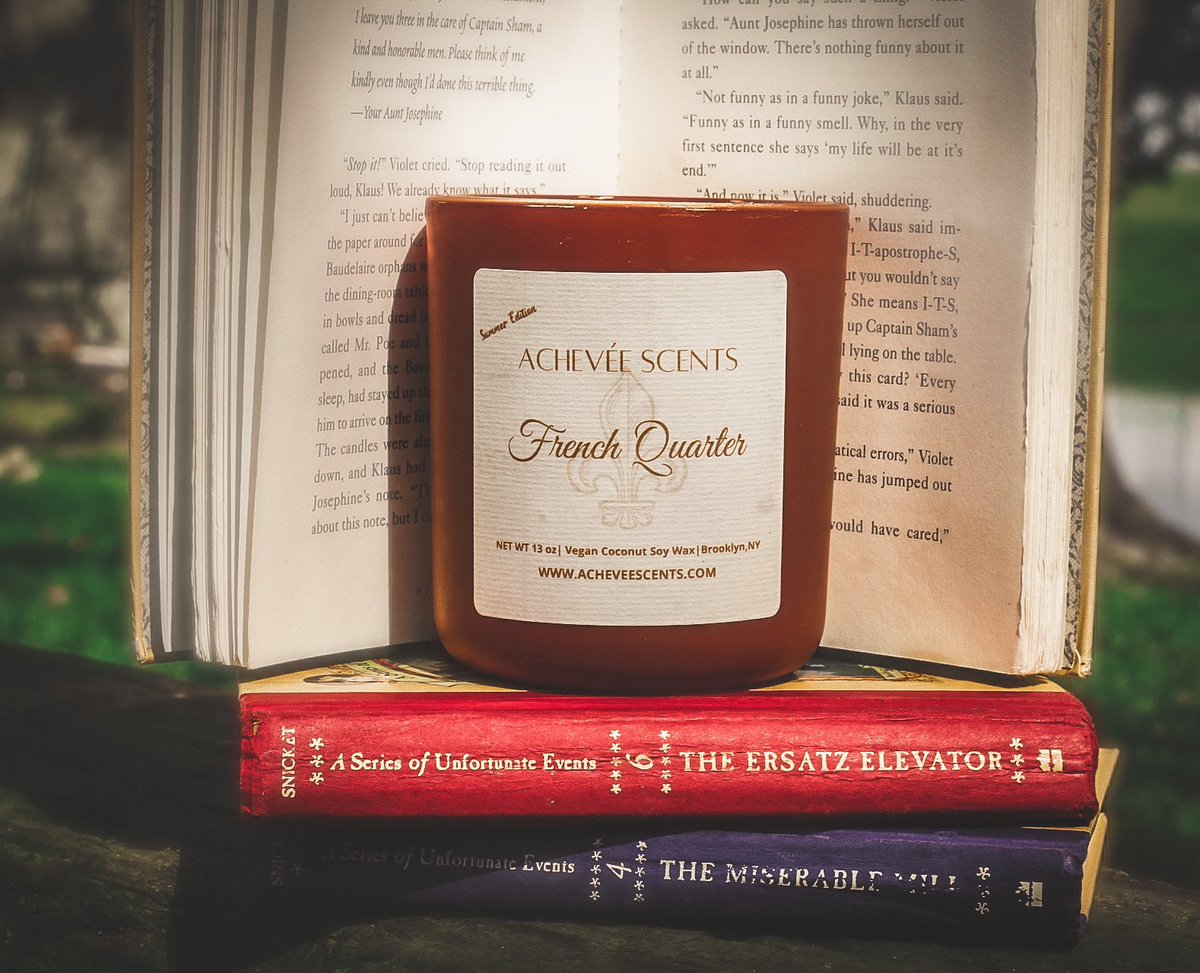 I leave you three in the care of Captain Sham, a
kind and honorable men. Please think of me
kindly even though I'd done this terrible thing.
—Your Aunt Josephine
"Stop it!" Violet cried. "Stop reading it out
loud, Klaus! We already know what it says."
"I just can't belie
the paper around
Baudelaire orphans
the dining-room table
in bowls and dread
called Mr. Poe and
pened, and the
sleep, had stayed up
him to arrive on the
The candles were
down, and Klaus had
Josephine's note.
about this note, but I
asked. "Aunt Josephine has thrown herself out
of the window. There's nothing funny about it
at all."
"Not funny as in a funny joke," Klaus said.
"Funny as in a funny smell. Why, in the very
first sentence she says 'my life will be at it's
end.'"
"And now it is," Violet said, shuddering.
Klaus said im-
I-T-apostrophe-S,
ut you wouldn't say
She means I-T-S,
up Captain Sham's
lying on the table.
this card? 'Every
said it was a serious
atical errors," Violet
ine has jumped out
would have cared,"
Summer Edition
ACHEVÉE SCENTS
French Quarter
NET WT 13 oz| Vegan Coconut Soy Wax|Brooklyn,NY
WWW.ACHEVEESCENTS.COM
SNICKET A Series of Unfortunate Events 6 THE ERSATZ ELEVATOR
SNICKET A Series of Unfortunate Events 4 THE MISERABLE MILL